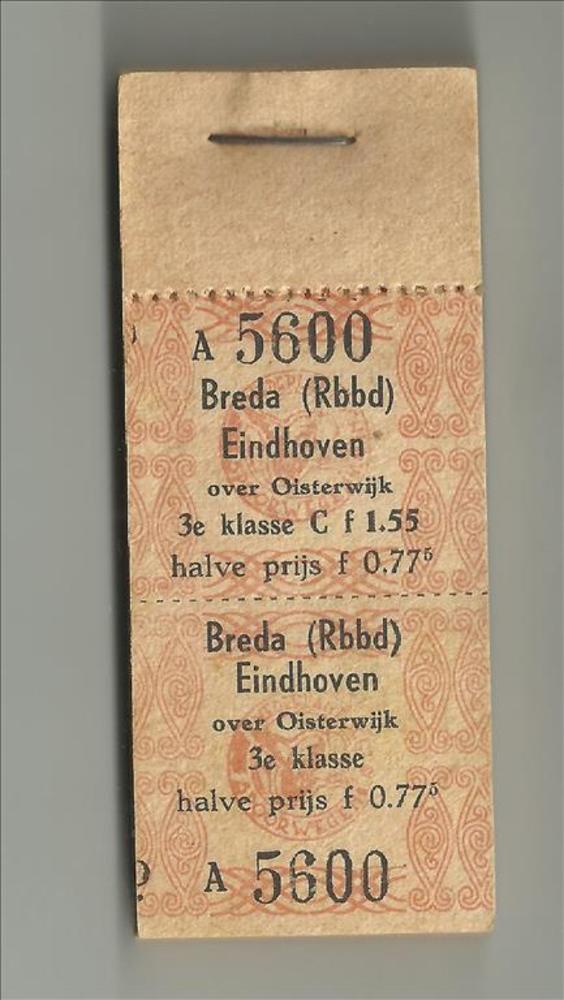 A 5600
Breda (Rbbd)
Eindhoven
over Oisterwijk
3e klasse C f 1.55
halve prijs f 0.77⁵
Breda (Rbbd)
Eindhoven
over Oisterwijk
3e klasse
halve prijs f 0.77⁵
A 5600